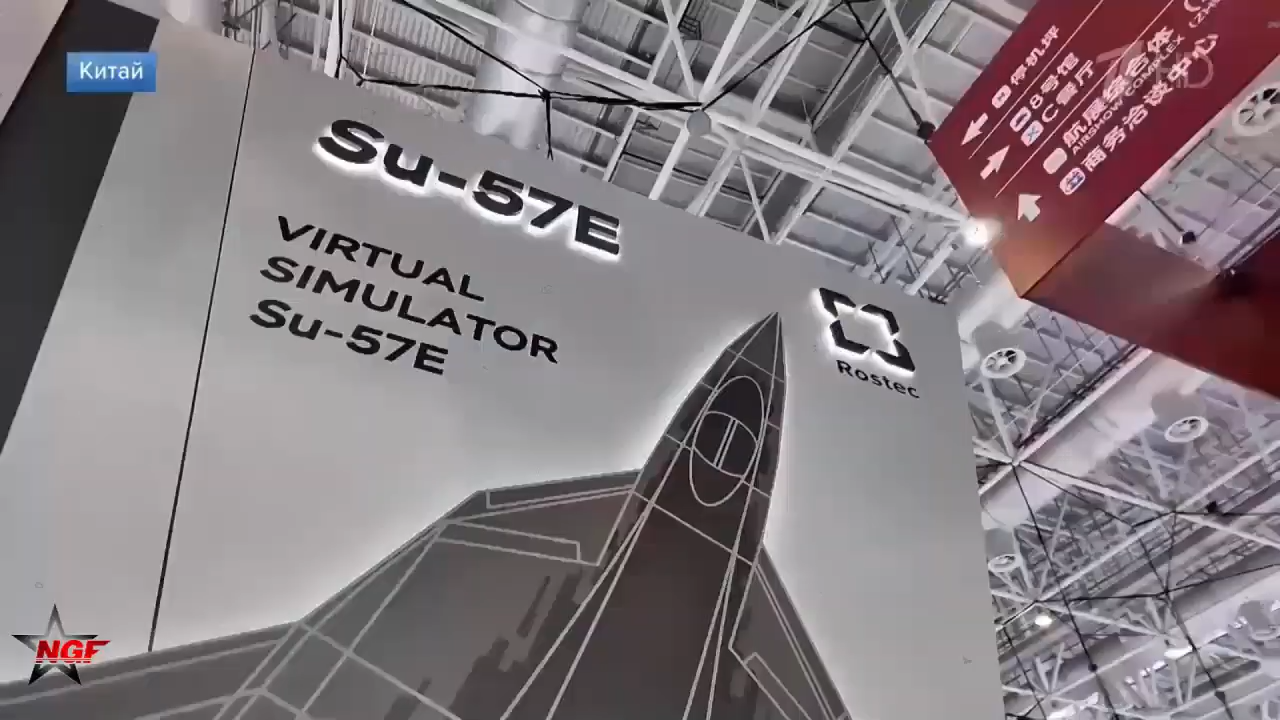 Китай
Su-57E
VIRTUAL
SIMULATOR
Su-57E
Rostec
停机坪
8号馆
C餐厅
航展综合体
AIRSHOW COMPLEX
商务洽谈中心
NGF